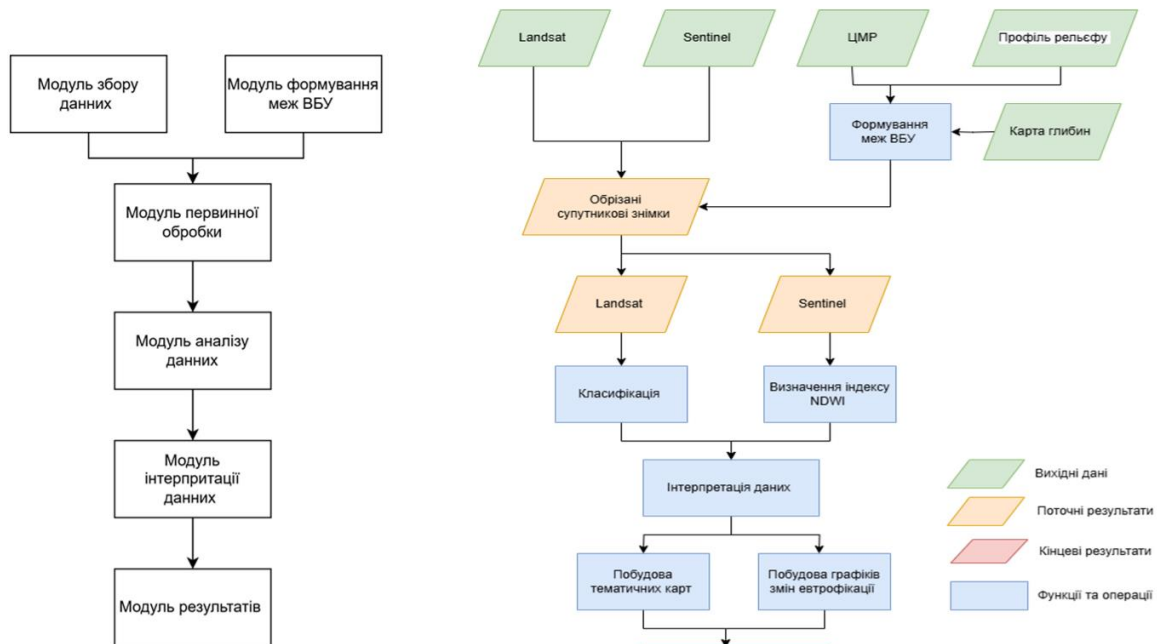 Модуль збору
данних
Модуль формування
меж ВБУ
Модуль первинної
обробки
Модуль аналізу
данних
Модуль
інтерпритації
данних
Модуль результатів
Landsat
Sentinel
ЦМР
Профіль рельєфу
Формування
меж ВБУ
Карта глибин
Обрізані
супутникові знімки
Landsat
Sentinel
Класифікація
Визначення індексу
NDWI
Інтерпретація даних
Побудова
тематичних карт
Побудова графіків
змін евтрофікації
Вихідні дані
Поточні результати
Кінцеві результати
Функції та операції